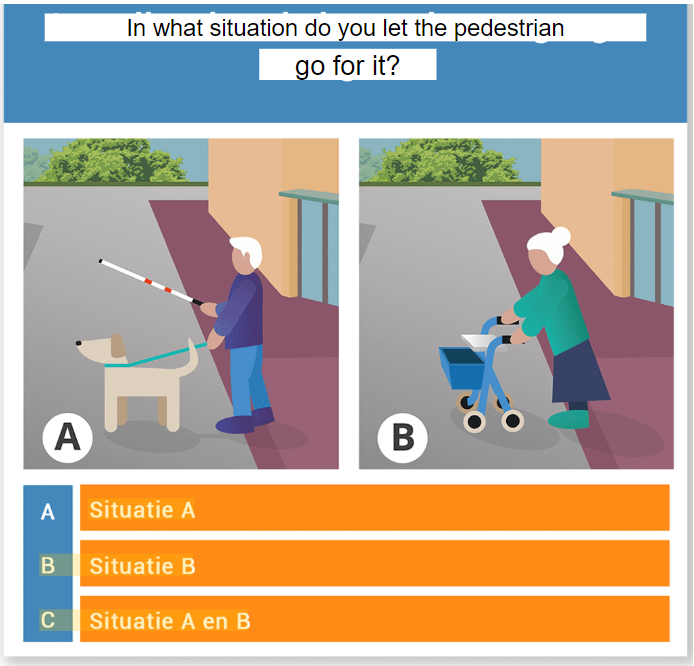 In what situation do you let the pedestrian
go for it?
A
B
A Situatie A
B Situatie B
C Situatie A en B